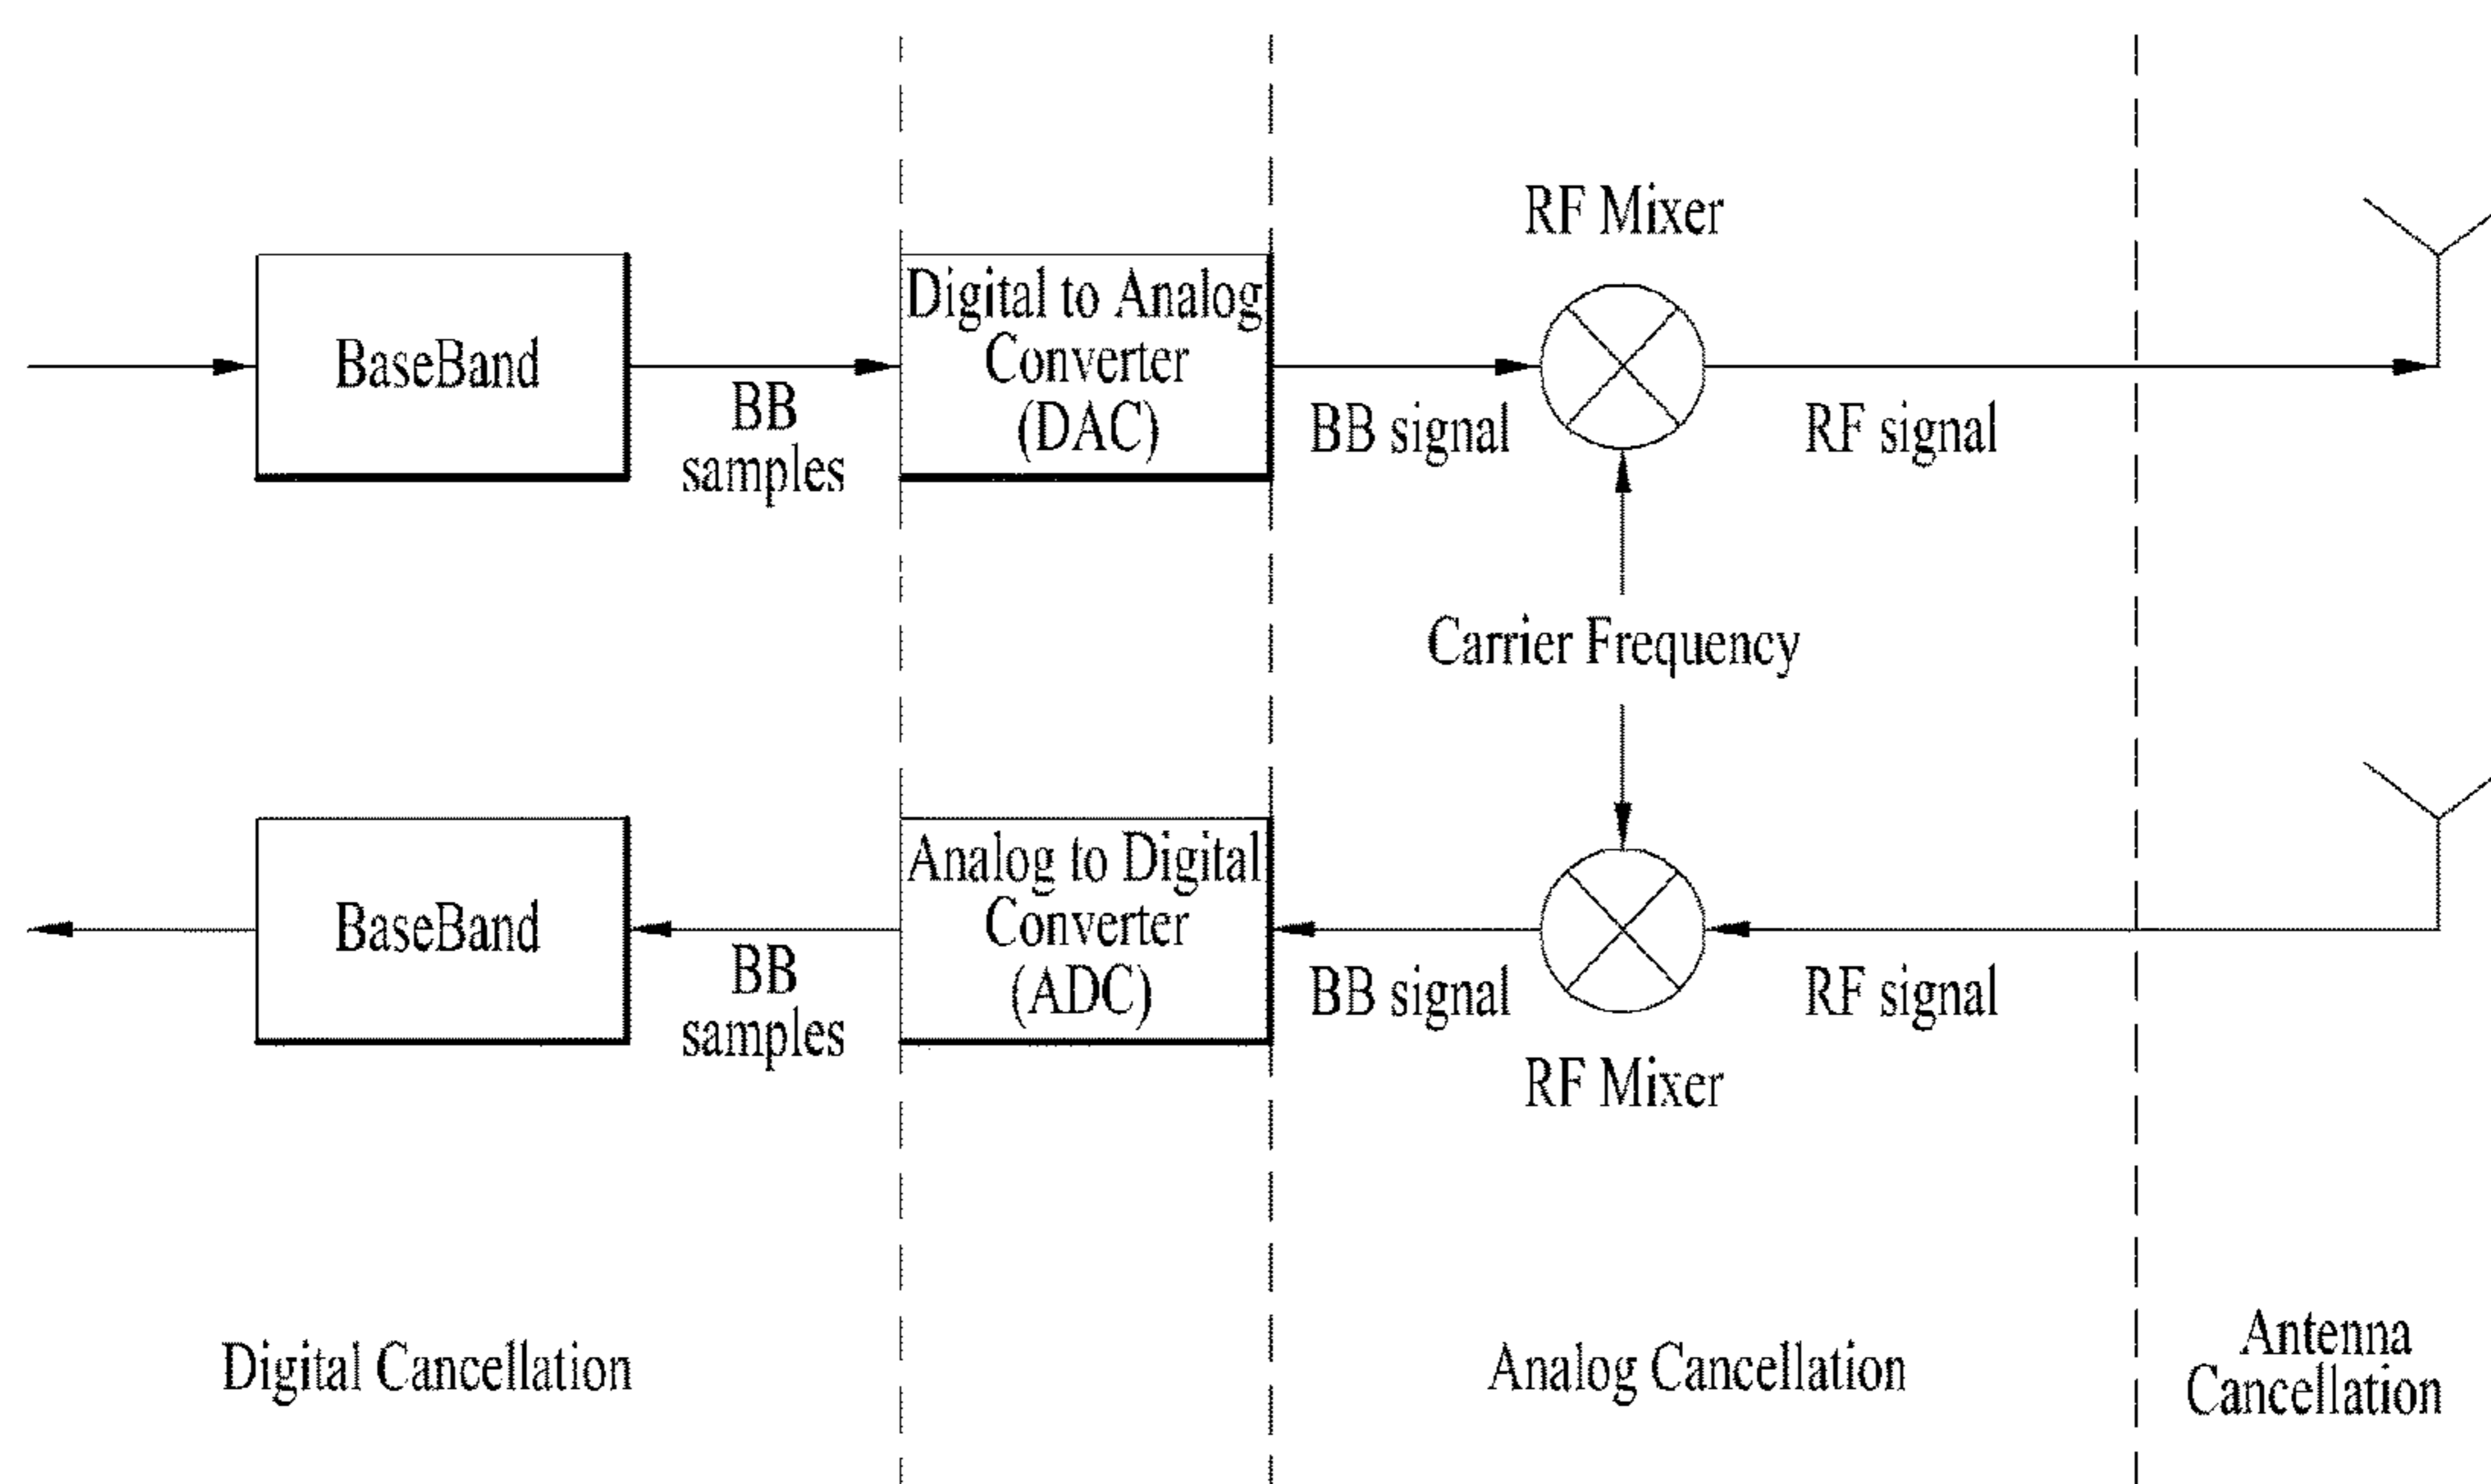 RF Mixer
BaseBand
BB
samples
Digital to Analog
Converter
(DAC)
BB signal
RF signal
Carrier Frequency
BaseBand
BB
samples
Analog to Digital
Converter
(ADC)
BB signal
RF signal
RF Mixer
Digital Cancellation
Analog Cancellation
Antenna
Cancellation